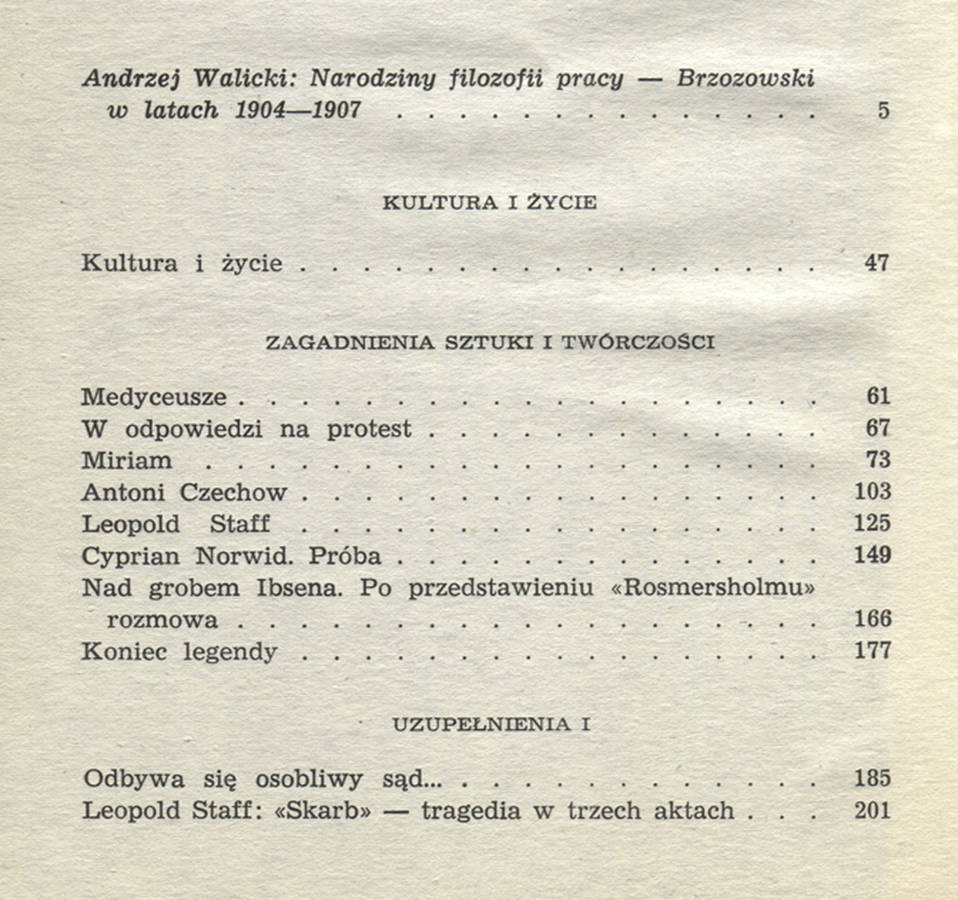 Andrzej Walicki: Narodziny filozofii pracy — Brzozowski
w latach 1904—1907 . . . . . . . . . . . . . . 5
KULTURA I ŻYCIE
Kultura i życie . . . . . . . . . . . . . . . . . 47
ZAGADNIENIA SZTUKI I TWÓRCZOŚCI
Medyceusze . . . . . . . . . . . . . . . . . . . 61
W odpowiedzi na protest . . . . . . . . . . . . . 67
Miriam . . . . . . . . . . . . . . . . . . . . 73
Antoni Czechow . . . . . . . . . . . . . . . . . 103
Leopold Staff . . . . . . . . . . . . . . . . . 125
Cyprian Norwid. Próba . . . . . . . . . . . . . . 149
Nad grobem Ibsena. Po przedstawieniu «Rosmersholmu»
rozmowa . . . . . . . . . . . . . . . . . . . 166
Koniec legendy . . . . . . . . . . . . . . . . . 177
UZUPEŁNIENIA I
Odbywa się osobliwy sąd... . . . . . . . . . . . . 185
Leopold Staff: «Skarb» — tragedia w trzech aktach . . . 201